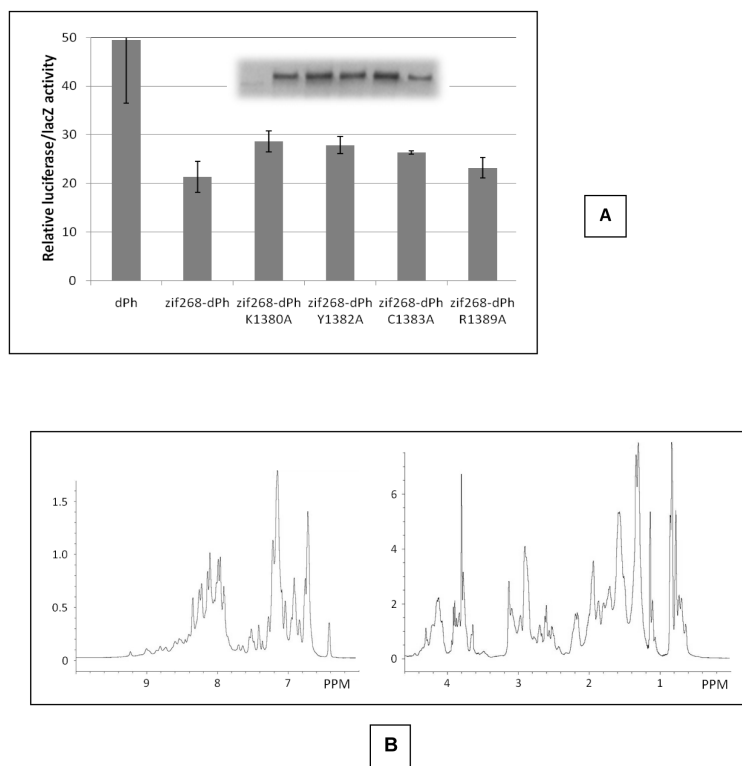 Relative luciferase/lacZ activity
50
40
30
20
10
0
dPh
zif268-dPh
zif268-dPh
K1380A
zif268-dPh
Y1382A
zif268-dPh
C1383A
zif268-dPh
R1389A
A
1.5
1.0
0.5
0
9
8
7
PPM
6
4
2
0
4
3
2
1
PPM
B